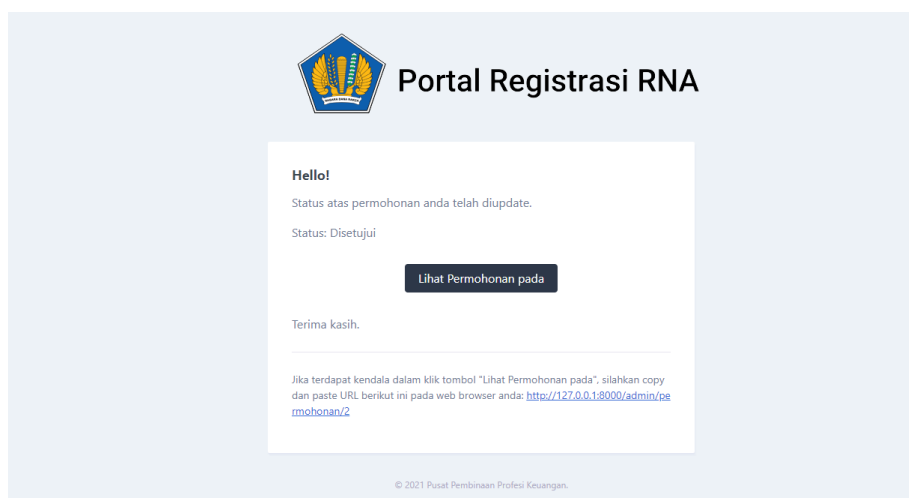 Portal Registrasi RNA
Hello!
Status atas permohonan anda telah diupdate.
Status: Disetujui
Lihat Permohonan pada
Terima kasih.
Jika terdapat kendala dalam klik tombol "Lihat Permohonan pada", silahkan copy
dan paste URL berikut ini pada web browser anda: http://127.0.0.1:8000/admin/pe
rmohonan/2
© 2021 Pusat Pembinaan Profesi Keuangan.